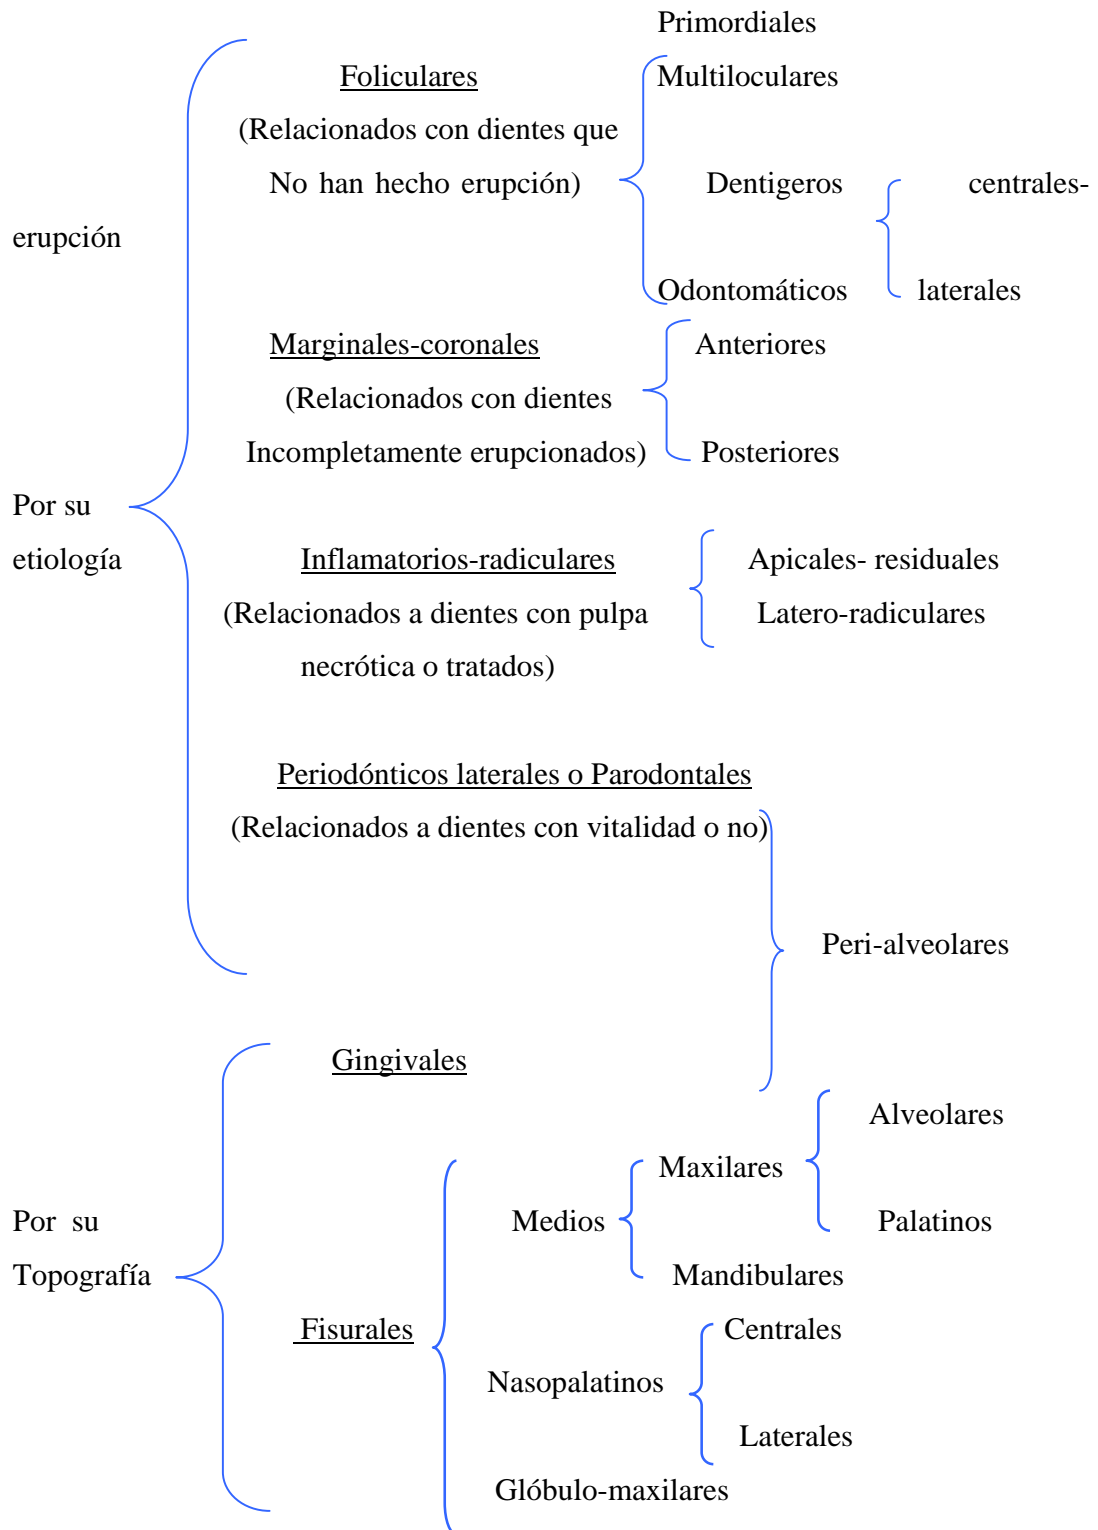 Primordiales
Foliculares Multiloculares
(Relacionados con dientes que
No han hecho erupción) Dentigeros centrales-
erupción
Odontomáticos laterales
Marginales-coronales Anteriores
(Relacionados con dientes
Incompletamente erupcionados) Posteriores
Por su
etiología Inflamatorios-radiculares Apicales- residuales
(Relacionados a dientes con pulpa Latero-radiculares
necrótica o tratados)
Periodónticos laterales o Parodontales
(Relacionados a dientes con vitalidad o no)
Peri-alveolares
Gingivales
Alveolares
Maxilares
Por su Medios Palatinos
Topografía Mandibulares
Fisurales Centrales
Nasopalatinos
Laterales
Glóbulo-maxilares